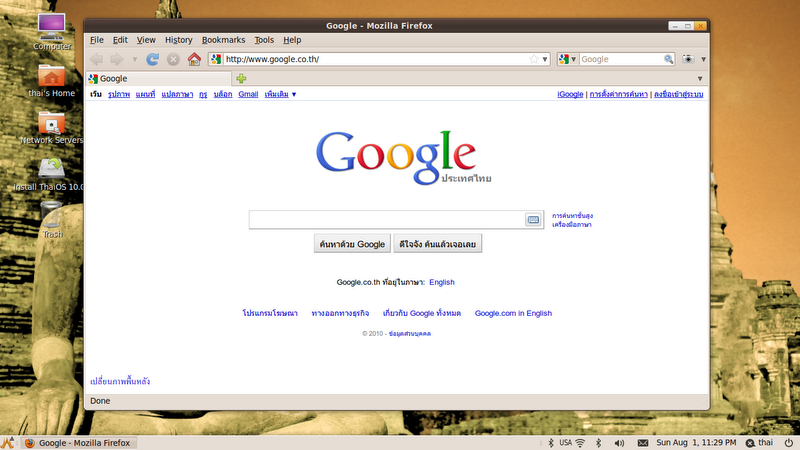 Google - Mozilla Firefox
File Edit View History Bookmarks Tools Help
http://www.google.co.th/
Google
Google
เว็บ รูปภาพ แผนที่ แปลภาษา กูรู บล็อก Gmail เพิ่มเติม ▼
iGoogle | การตั้งค่าการค้นหา | ลงชื่อเข้าสู่ระบบ
Google
ประเทศไทย
การค้นหาขั้นสูง
เครื่องมือภาษา
ค้นหาด้วย Google
ดีใจจัง ค้นแล้วเจอเลย
Google.co.th ที่อยู่ในภาษา: English
โปรแกรมโฆษณา ทางออกทางธุรกิจ เกี่ยวกับ Google ทั้งหมด Google.com in English
© 2010 - ข้อมูลส่วนบุคคล
เปลี่ยนภาพพื้นหลัง
Done
Computer
thai's Home
Network Servers
Install ThaiOS 10.0
Trash
Google - Mozilla Firefox
USA
Sun Aug 1, 11:29 PM
thai